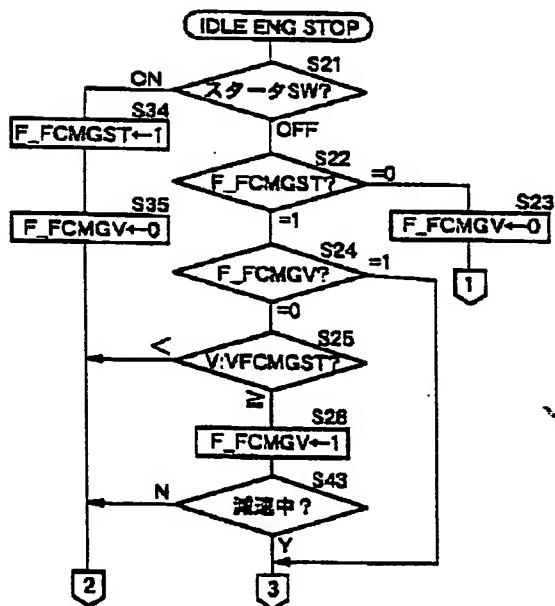 IDLE ENG STOP
S21
ON
スタータSW?
S34
OFF
F_FCMGST←1
S22
F_FCMGST?
=0
S35
=1
S23
F_FCMGV←0
F_FCMGV←0
S24
F_FCMGV?
=1
1
=0
S25
<
V:VFCMGST?
≧
S26
F_FCMGV←1
S43
N
減速中?
Y
2
3